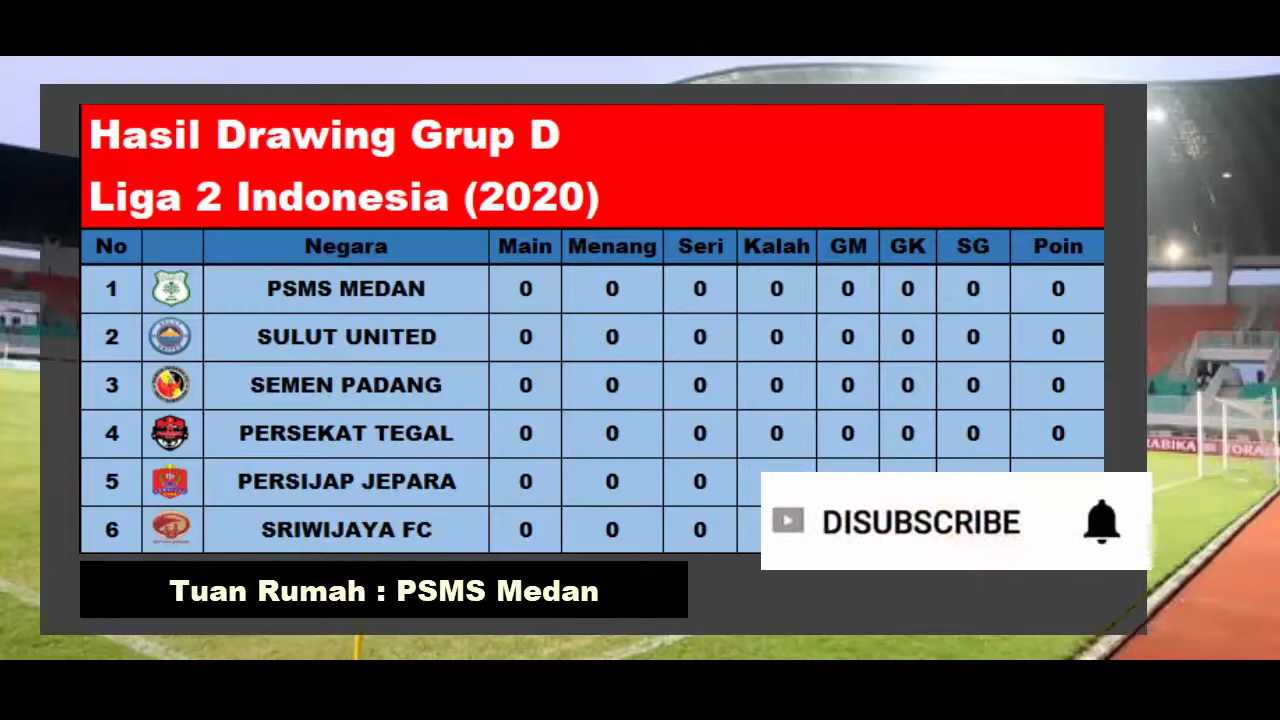 Hasil Drawing Grup D
Liga 2 Indonesia (2020)
No Negara Main Menang Seri Kalah GM GK SG Poin
1 PSMS MEDAN 0 0 0 0 0 0 0 0
2 SULUT UNITED 0 0 0 0 0 0 0 0
3 SEMEN PADANG 0 0 0 0 0 0 0 0
4 PERSEKAT TEGAL 0 0 0 0 0 0 0 0
5 PERSIJAP JEPARA 0 0 0
6 SRIWIJAYA FC 0 0 0
DISUBSCRIBE
Tuan Rumah : PSMS Medan